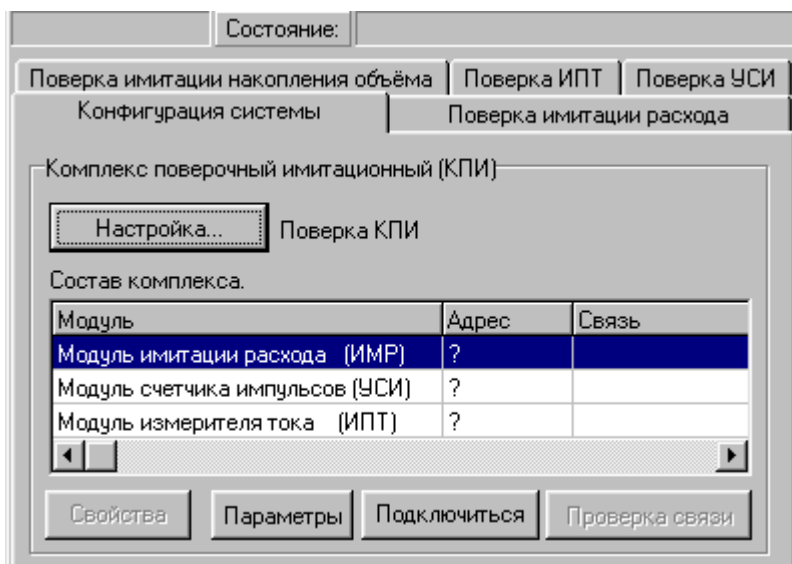 Состояние:
Поверка имитации накопления объёма Поверка ИПТ Поверка УСИ
Конфигурация системы Поверка имитации расхода
Комплекс поверочный имитационный (КПИ)
Настройка... Поверка КПИ
Состав комплекса.
Модуль Адрес Связь
Модуль имитации расхода (ИМР) ?
Модуль счетчика импульсов (УСИ) ?
Модуль измерителя тока (ИПТ) ?
Свойства Параметры Подключиться Проверка связи